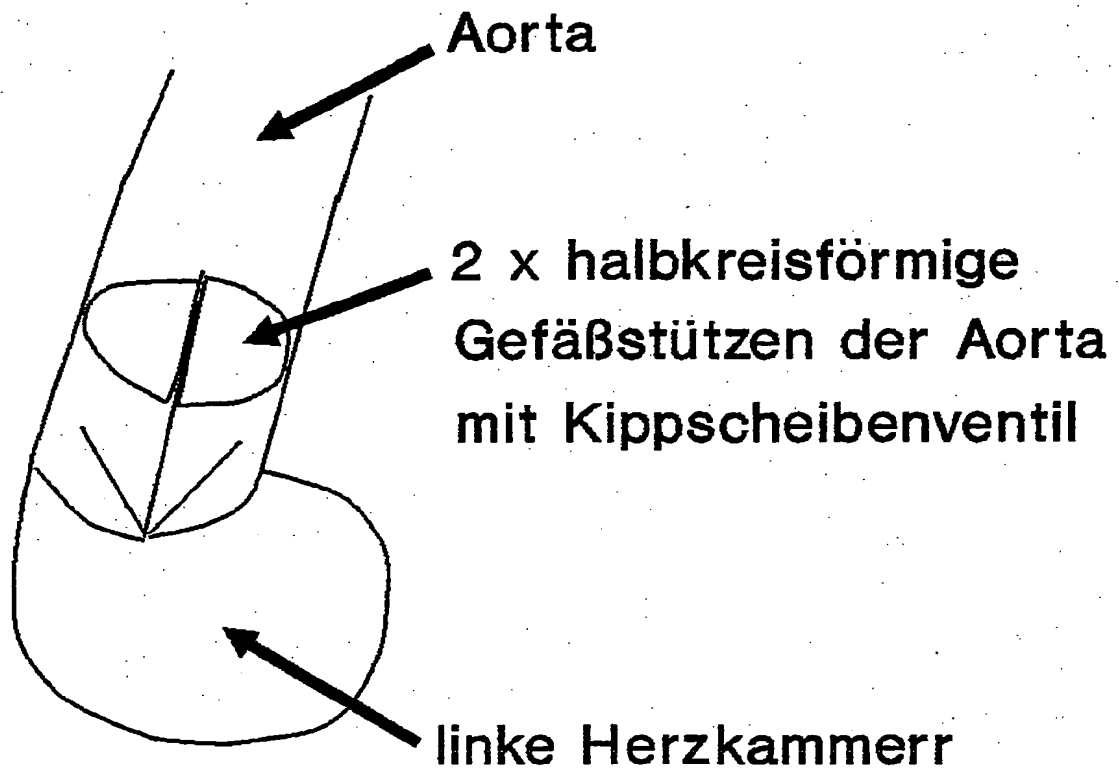 Aorta
2 x halbkreisförmige
Gefäßstützen der Aorta
mit Kippscheibenventil
linke Herzkammerr